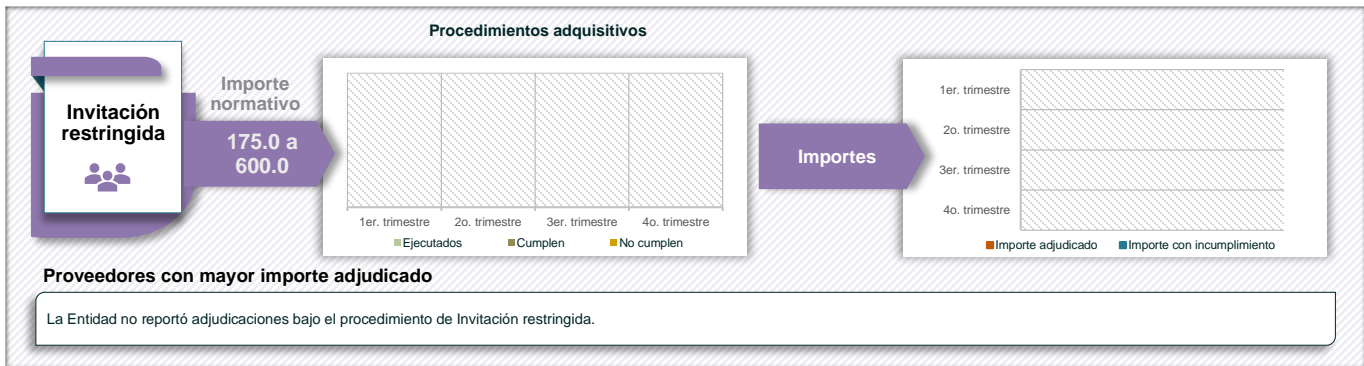 Procedimientos adquisitivos
Invitación
restringida
Importe
normativo
175.0 a
600.0
1er. trimestre 2o. trimestre 3er. trimestre 4o. trimestre
Ejecutados Cumplen No cumplen
Importes
1er. trimestre
2o. trimestre
3er. trimestre
4o. trimestre
Importe adjudicado Importe con incumplimiento
Proveedores con mayor importe adjudicado
La Entidad no reportó adjudicaciones bajo el procedimiento de Invitación restringida.